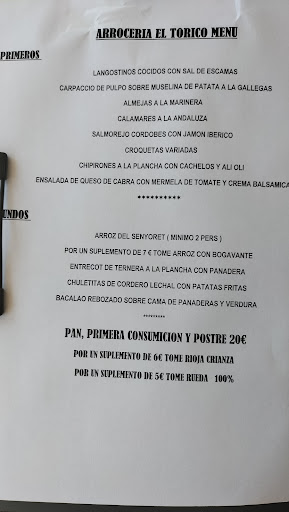 ARROCERIA EL TORICO MENU
PRIMEROS
LANGOSTINOS COCIDOS CON SAL DE ESCAMAS
CARPACCIO DE PULPO SOBRE MUSELINA DE PATATA A LA GALLEGAS
ALMEJAS A LA MARINERA
CALAMARES A LA ANDALUZA
SALMOREJO CORDOBES CON JAMON IBERICO
CROQUETAS VARIADAS
CHIPIRONES A LA PLANCHA CON CACHELOS Y ALI OLI
ENSALADA DE QUESO DE CABRA CON MERMELA DE TOMATE Y CREMA BALSAMICA
**********
UNDOS
ARROZ DEL SENYORET ( MINIMO 2 PERS )
POR UN SUPLEMENTO DE 7 € TOME ARROZ CON BOGAVANTE
ENTRECOT DE TERNERA A LA PLANCHA CON PANADERA
CHULETITAS DE CORDERO LECHAL CON PATATAS FRITAS
BACALAO REBOZADO SOBRE CAMA DE PANADERAS Y VERDURA
*********
PAN, PRIMERA CONSUMICION Y POSTRE 20€
POR UN SUPLEMENTO DE 6€ TOME RIOJA CRIANZA
POR UN SUPLEMENTO DE 5€ TOME RUEDA 100%